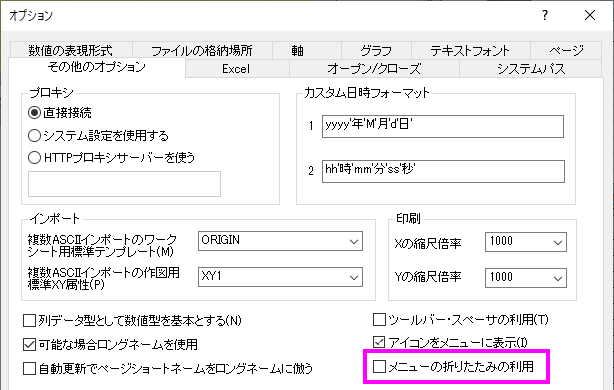 オプション
数値の表現形式 ファイルの格納場所 軸 グラフ テキストフォント ページ
その他のオプション Excel オープン/クローズ システムパス
プロキシ
直接接続
システム設定を使用する
HTTPプロキシサーバーを使う
カスタム日時フォーマット
1 yyyy'年'M'月'd'日'
2 hh'時'mm'分'ss'秒'
インポート
複数ASCIIインポートのワーク
シート用標準テンプレート(M) ORIGIN
複数ASCIIインポートの作図用
標準XY属性(P) XY1
印刷
Xの縮尺倍率 1000
Yの縮尺倍率 1000
列データ型として数値型を基本とする(N)
可能な場合ロングネームを使用
自動更新でページショートネームをロングネームに倣う
ツールバー・スペーサの利用(T)
アイコンをメニューに表示(I)
メニューの折りたたみの利用